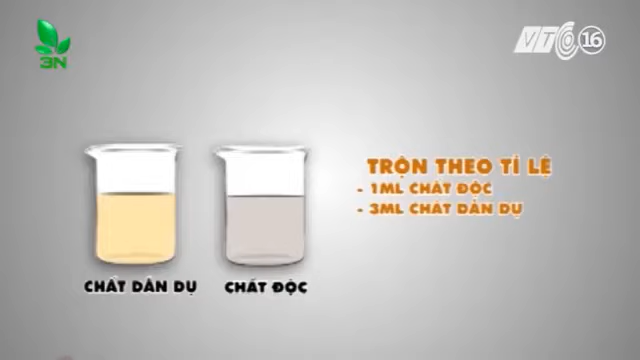 3N
VTC16
TRỘN THEO TỈ LỆ
- 1ML CHẤT ĐỘC
- 3ML CHẤT DẪN DỤ
CHẤT DẪN DỤ
CHẤT ĐỘC